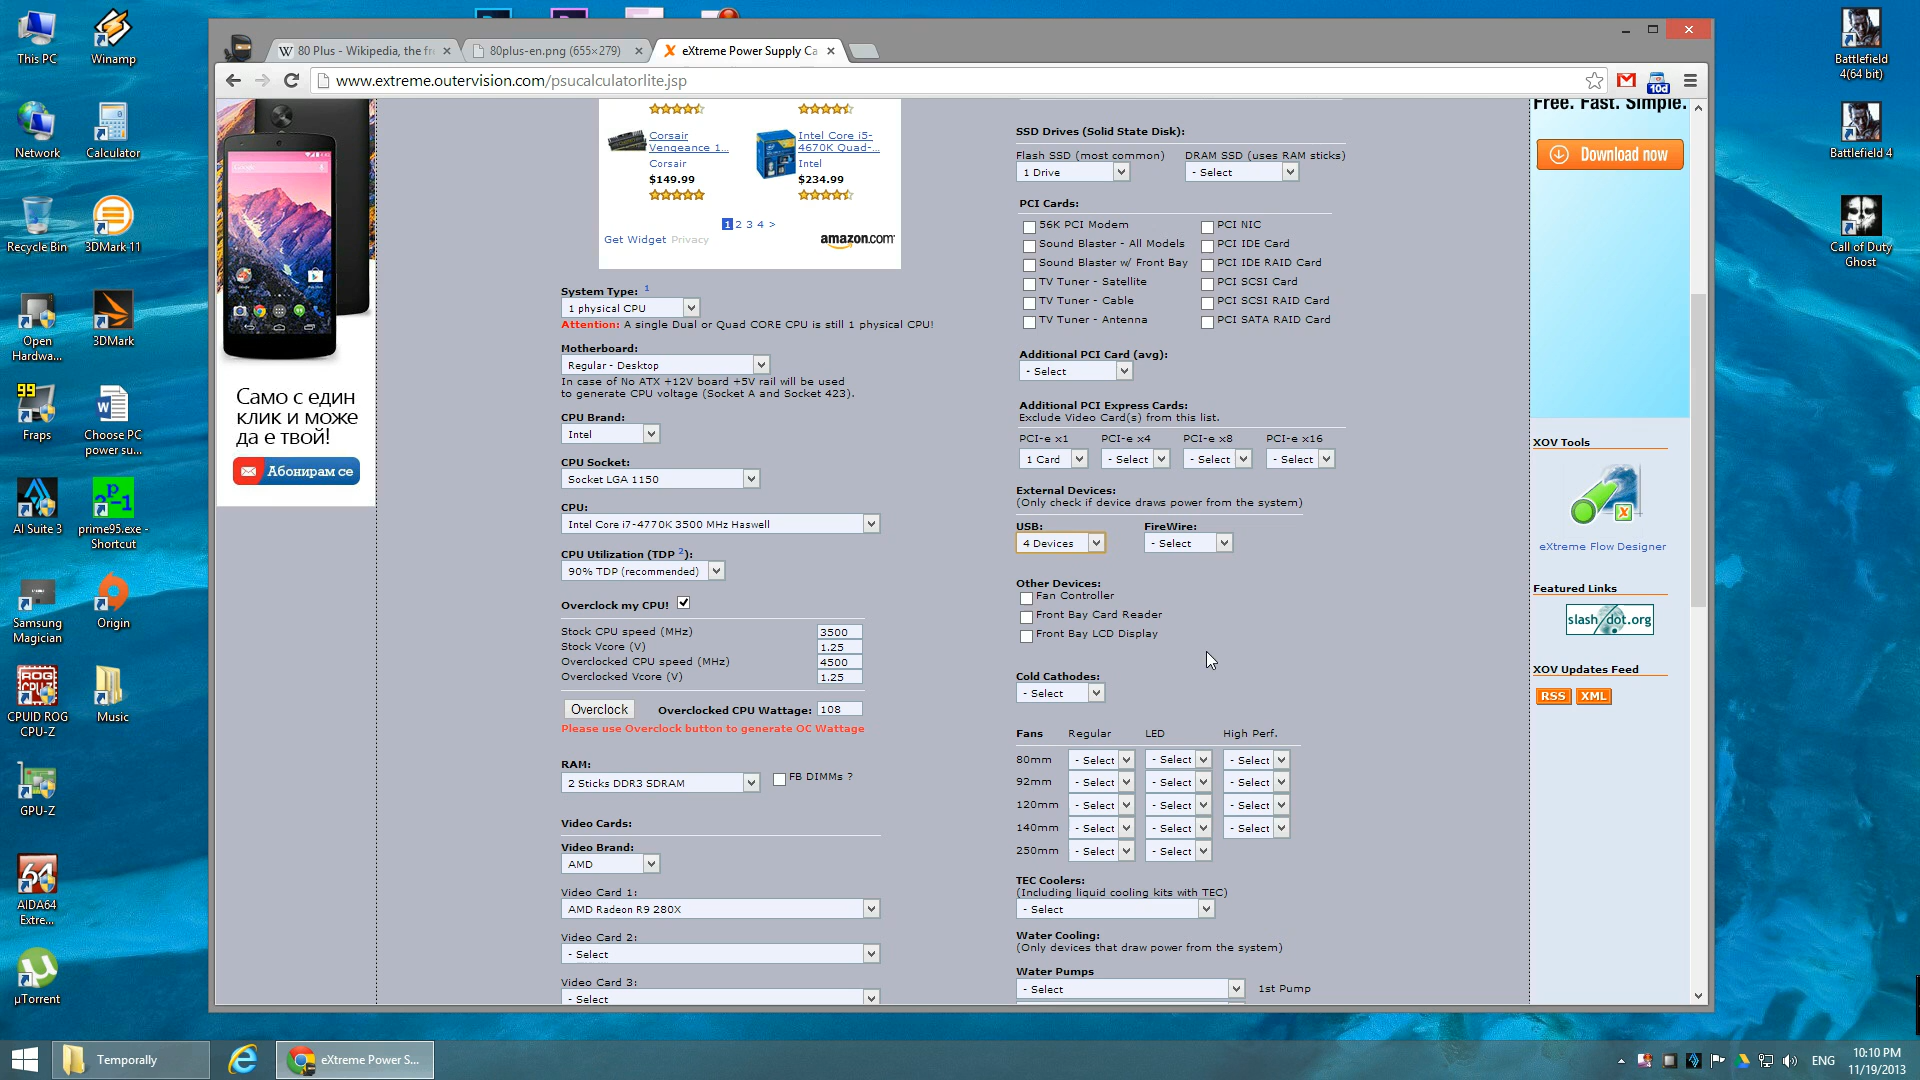 This PC
Winamp
Network
Calculator
Recycle Bin
3DMark 11
Open
Hardwa...
3DMark
99
Fraps
Choose PC
power su...
AI Suite 3
prime95.exe -
Shortcut
Samsung
Magician
Origin
CPUID ROG
CPU-Z
Music
GPU-Z
64
AIDA64
Extre...
µTorrent
Battlefield
4(64 bit)
Battlefield 4
Call of Duty
Ghost
80 Plus - Wikipedia, the fr
80plus-en.png (655×279)
eXtreme Power Supply Ca
www.extreme.outervision.com/psucalculatorlite.jsp
10d
Само с един
клик и може
да е твой!
Абонирам се
Corsair
Vengeance 1...
Corsair
$149.99
Intel Core i5-
4670K Quad-...
Intel
$234.99
1 2 3 4 >
Get Widget Privacy
amazon.com
System Type: 1
1 physical CPU
Attention: A single Dual or Quad CORE CPU is still 1 physical CPU!
Motherboard:
Regular - Desktop
In case of No ATX +12V board +5V rail will be used
to generate CPU voltage (Socket A and Socket 423).
CPU Brand:
Intel
CPU Socket:
Socket LGA 1150
CPU:
Intel Core i7-4770K 3500 MHz Haswell
CPU Utilization (TDP 2):
90% TDP (recommended)
Overclock my CPU!
Stock CPU speed (MHz) 3500
Stock Vcore (V) 1.25
Overclocked CPU speed (MHz) 4500
Overclocked Vcore (V) 1.25
Overclock Overclocked CPU Wattage: 108
Please use Overclock button to generate OC Wattage
RAM:
2 Sticks DDR3 SDRAM FB DIMMs ?
Video Cards:
Video Brand:
AMD
Video Card 1:
AMD Radeon R9 280X
Video Card 2:
- Select
Video Card 3:
- Select
SSD Drives (Solid State Disk):
Flash SSD (most common) DRAM SSD (uses RAM sticks)
1 Drive - Select
PCI Cards:
56K PCI Modem PCI NIC
Sound Blaster - All Models PCI IDE Card
Sound Blaster w/ Front Bay PCI IDE RAID Card
TV Tuner - Satellite PCI SCSI Card
TV Tuner - Cable PCI SCSI RAID Card
TV Tuner - Antenna PCI SATA RAID Card
Additional PCI Card (avg):
- Select
Additional PCI Express Cards:
Exclude Video Card(s) from this list.
PCI-e x1 PCI-e x4 PCI-e x8 PCI-e x16
1 Card - Select - Select - Select
External Devices:
(Only check if device draws power from the system)
USB: FireWire:
4 Devices - Select
Other Devices:
Fan Controller
Front Bay Card Reader
Front Bay LCD Display
Cold Cathodes:
- Select
Fans Regular LED High Perf.
80mm - Select - Select - Select
92mm - Select - Select - Select
120mm - Select - Select - Select
140mm - Select - Select - Select
250mm - Select - Select
TEC Coolers:
(Including liquid cooling kits with TEC)
- Select
Water Cooling:
(Only devices that draw power from the system)
Water Pumps
- Select 1st Pump
Free. Fast. Simple.
Download now
XOV Tools
eXtreme Flow Designer
Featured Links
slash dot.org
XOV Updates Feed
RSS XML
Temporally
eXtreme Power S...
ENG
10:10 PM
11/19/2013